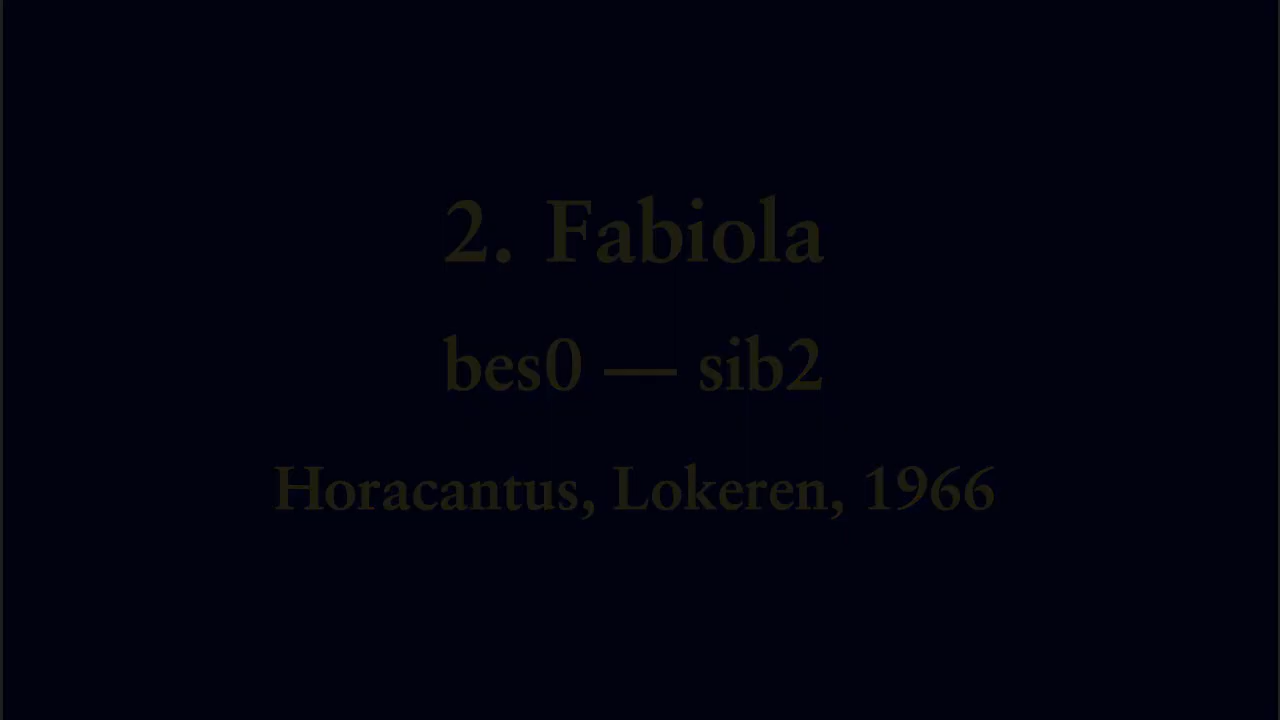 2. Fabiola
bes0 — sib2
Horacantus, Lokeren, 1966